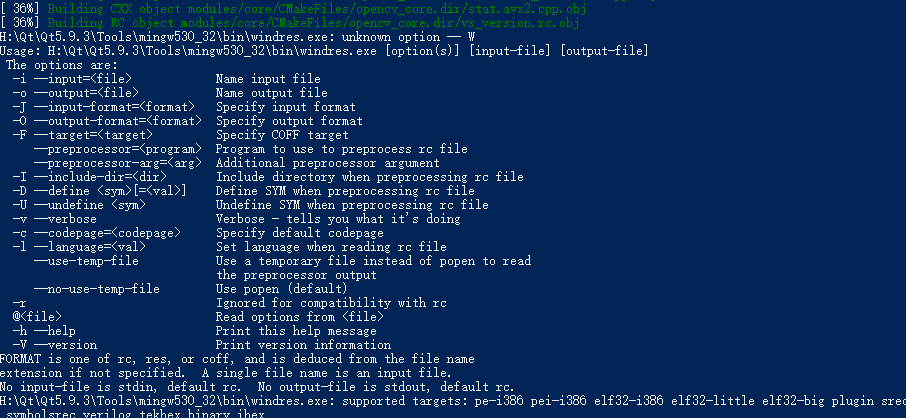 [ 36%] Building CXX object modules/core/CMakeFiles/opencv_core.dir/stat.avx2.cpp.obj
[ 36%] Building RC object modules/core/CMakeFiles/opencv_core.dir/vs_version.rc.obj
H:\Qt\Qt5.9.3\Tools\mingw530_32\bin\windres.exe: unknown option -- W
Usage: H:\Qt\Qt5.9.3\Tools\mingw530_32\bin\windres.exe [option(s)] [input-file] [output-file]
The options are:
-i --input=<file> Name input file
-o --output=<file> Name output file
-J --input-format=<format> Specify input format
-O --output-format=<format> Specify output format
-F --target=<target> Specify COFF target
--preprocessor=<program> Program to use to preprocess rc file
--preprocessor-arg=<arg> Additional preprocessor argument
-I --include-dir=<dir> Include directory when preprocessing rc file
-D --define <sym>[=<val>] Define SYM when preprocessing rc file
-U --undefine <sym> Undefine SYM when preprocessing rc file
-v --verbose Verbose - tells you what it's doing
-c --codepage=<codepage> Specify default codepage
-l --language=<val> Set language when reading rc file
--use-temp-file Use a temporary file instead of popen to read
the preprocessor output
--no-use-temp-file Use popen (default)
-r Ignored for compatibility with rc
@<file> Read options from <file>
-h --help Print this help message
-V --version Print version information
FORMAT is one of rc, res, or coff, and is deduced from the file name
extension if not specified. A single file name is an input file.
No input-file is stdin, default rc. No output-file is stdout, default rc.
H:\Qt\Qt5.9.3\Tools\mingw530_32\bin\windres.exe: supported targets: pe-i386 pei-i386 elf32-i386 elf32-little elf32-big plugin srec
symbolsrec verilog tekhex binary ihex